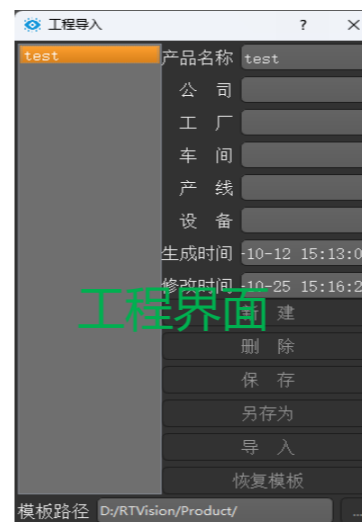 工程导入 ? ×
test
产品名称 test
公 司
工 厂
车 间
产 线
设 备
生成时间 -10-12 15:13:0
修改时间 -10-25 15:16:2
工程界面
建
删 除
保 存
另存为
导 入
恢复模板
模板路径 D:/RTVision/Product/ ...